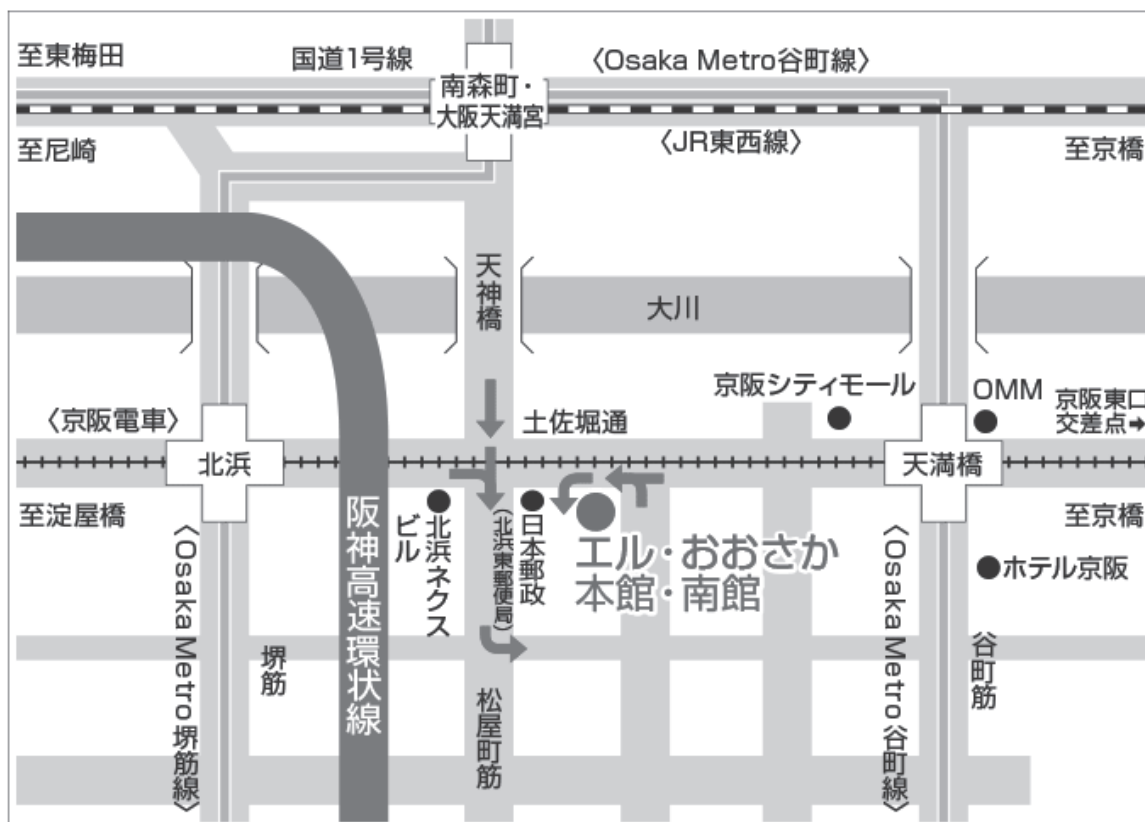 至東梅田
国道1号線
〈Osaka Metro谷町線〉
南森町・
大阪天満宮
至尼崎
〈JR東西線〉
至京橋
天神橋
大川
京阪シティモール
OMM
京阪東口
交差点➡
〈京阪電車〉
土佐堀通
北浜
天満橋
至淀屋橋
至京橋
〈Osaka Metro堺筋線〉
堺筋
阪神高速環状線
北浜ネクス
ビル
日本郵政
(北浜東郵便局)
エル・おおさか
本館・南館
松屋町筋
〈Osaka Metro谷町線〉
ホテル京阪
谷町筋